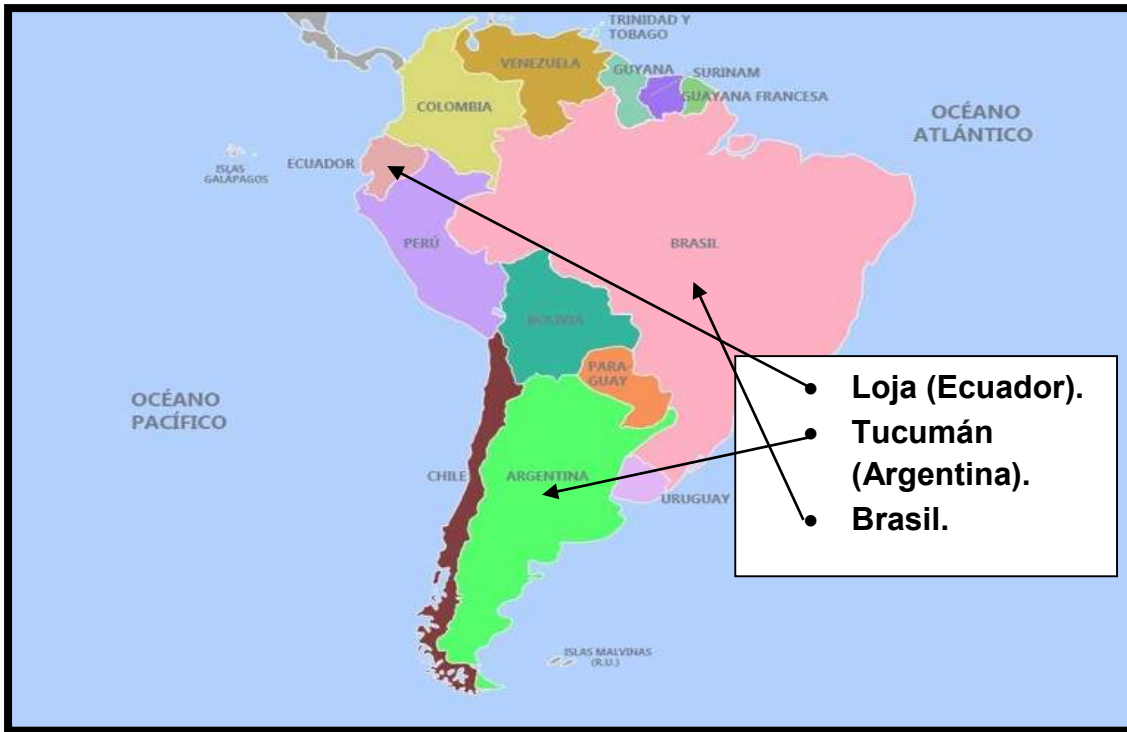 TRINIDAD Y
TOBAGO
VENEZUELA
GUYANA
SURINAM
GUAYANA FRANCESA
COLOMBIA
OCÉANO
ATLÁNTICO
ECUADOR
ISLAS
GALÁPAGOS
PERÚ
BRASIL
BOLIVIA
PARA-
GUAY
OCÉANO
PACÍFICO
CHILE
ARGENTINA
URUGUAY
ISLAS MALVINAS
(R.U.)
• Loja (Ecuador).
• Tucumán
(Argentina).
• Brasil.